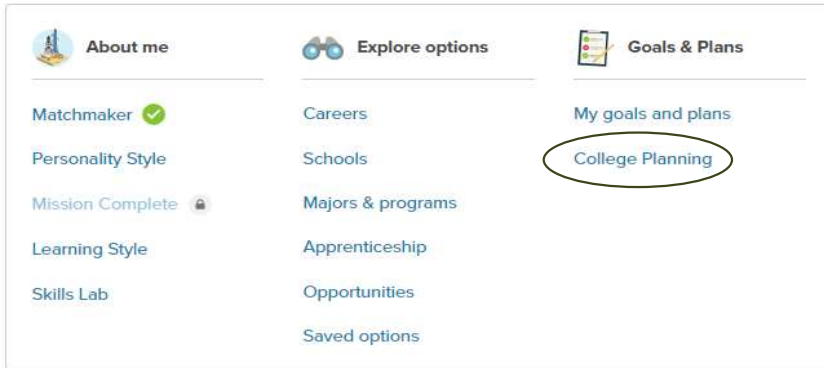 About me
Matchmaker
Personality Style
Mission Complete
Learning Style
Skills Lab
Explore options
Careers
Schools
Majors & programs
Apprenticeship
Opportunities
Saved options
Goals & Plans
My goals and plans
College Planning